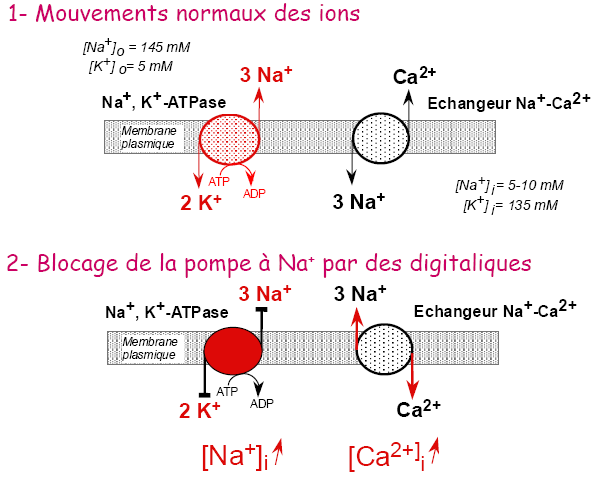 1- Mouvements normaux des ions
[Na+]o = 145 mM
[K+] o= 5 mM
3 Na+
Ca2+
Na+, K+-ATPase
Echangeur Na+-Ca2+
Membrane
plasmique
ATP
ADP
2 K+
3 Na+
[Na+]i = 5-10 mM
[K+]i = 135 mM
2- Blocage de la pompe à Na+ par des digitaliques
3 Na+
3 Na+
Na+, K+-ATPase
Echangeur Na+-Ca2+
Membrane
plasmique
ATP
ADP
2 K+
Ca2+
[Na+]i
[Ca2+]i